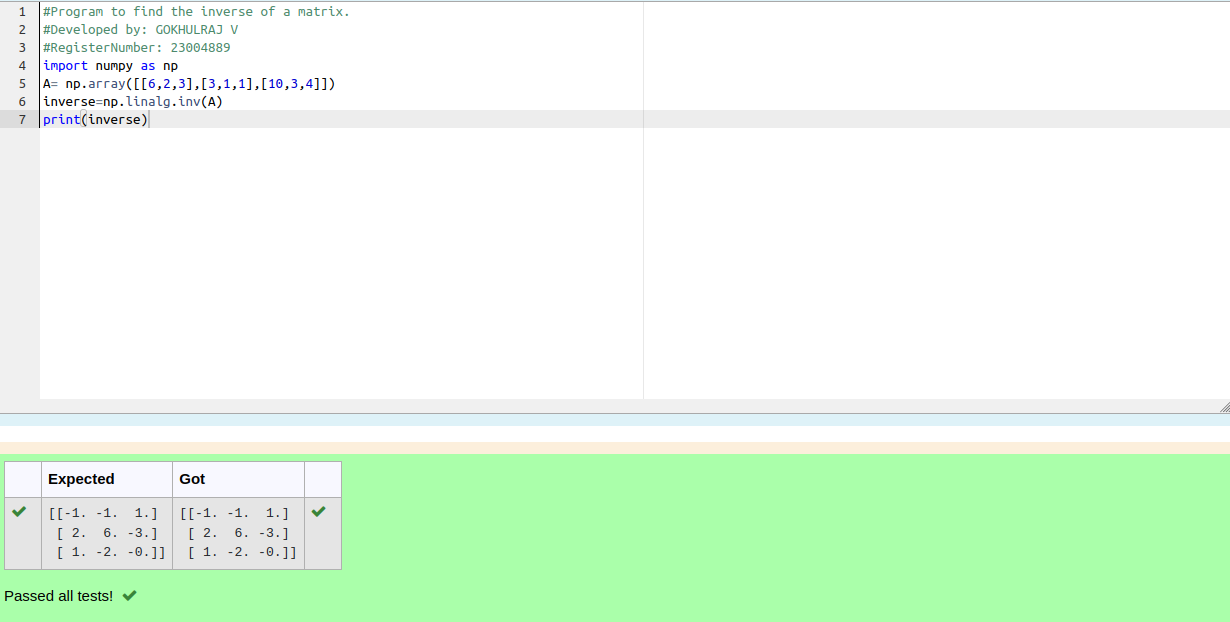 1 #Program to find the inverse of a matrix.
2 #Developed by: GOKHULRAJ V
3 #RegisterNumber: 23004889
4 import numpy as np
5 A= np.array([[6,2,3],[3,1,1],[10,3,4]])
6 inverse=np.linalg.inv(A)
7 print(inverse)
Expected Got
[[-1. -1.  1.] [[-1. -1.  1.]
[ 2.  6. -3.] [ 2.  6. -3.]
[ 1. -2. -0.]] [ 1. -2. -0.]]
Passed all tests!